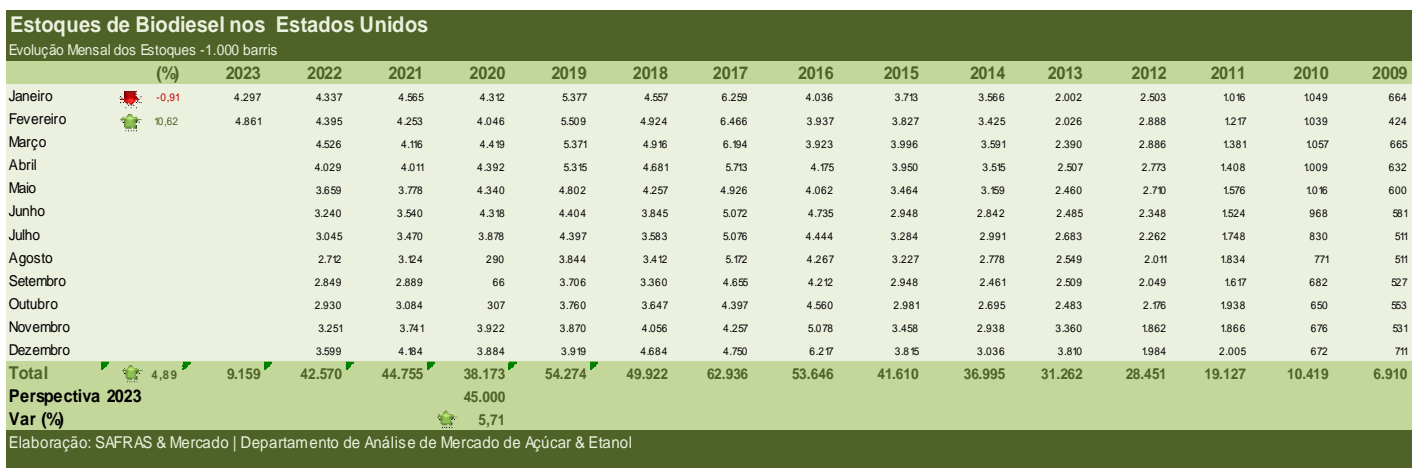 Estoques de Biodiesel nos Estados Unidos
Evolução Mensal dos Estoques -1.000 barris
(%) 2023 2022 2021 2020 2019 2018 2017 2016 2015 2014 2013 2012 2011 2010 2009
Janeiro -0,91 4.297 4.337 4.565 4.312 5.377 4.557 6.259 4.036 3.713 3.566 2.002 2.503 1.016 1.049 664
Fevereiro 10,62 4.861 4.395 4.253 4.046 5.509 4.924 6.466 3.937 3.827 3.425 2.026 2.888 1.217 1.039 424
Março 4.526 4.116 4.419 5.371 4.916 6.194 3.923 3.996 3.591 2.390 2.886 1.381 1.057 665
Abril 4.029 4.011 4.392 5.315 4.681 5.713 4.175 3.950 3.515 2.507 2.773 1.408 1.009 632
Maio 3.659 3.778 4.340 4.802 4.257 4.926 4.062 3.464 3.159 2.460 2.710 1.576 1.016 600
Junho 3.240 3.540 4.318 4.404 3.845 5.072 4.735 2.948 2.842 2.485 2.348 1.524 968 581
Julho 3.045 3.470 3.878 4.397 3.583 5.076 4.444 3.284 2.991 2.683 2.262 1.748 830 511
Agosto 2.712 3.124 290 3.844 3.412 5.172 4.267 3.227 2.778 2.549 2.011 1.834 771 511
Setembro 2.849 2.889 66 3.706 3.360 4.655 4.212 2.948 2.461 2.509 2.049 1.617 682 527
Outubro 2.930 3.084 307 3.760 3.647 4.397 4.560 2.981 2.695 2.483 2.176 1.938 650 553
Novembro 3.251 3.741 3.922 3.870 4.056 4.257 5.078 3.458 2.938 3.360 1.862 1.866 676 531
Dezembro 3.599 4.184 3.884 3.919 4.684 4.750 6.217 3.815 3.036 3.810 1.984 2.005 672 711
Total 4,89 9.159 42.570 44.755 38.173 54.274 49.922 62.936 53.646 41.610 36.995 31.262 28.451 19.127 10.419 6.910
Perspectiva 2023 45.000
Var (%) 5,71
Elaboração: SAFRAS & Mercado | Departamento de Análise de Mercado de Açúcar & Etanol